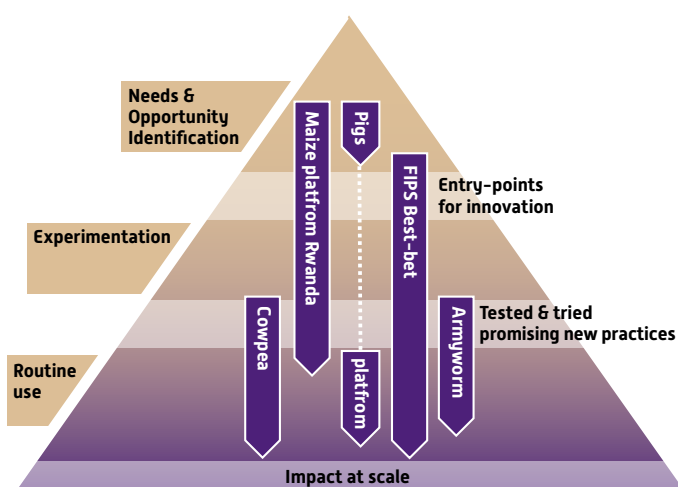 Needs &
Opportunity
Identification
Maize platfrom Rwanda
Pigs
FIPS Best-bet
Entry-points
for innovation
Experimentation
Cowpea
Armyworm
Tested & tried
promising new practices
platfrom
Routine
use
Impact at scale